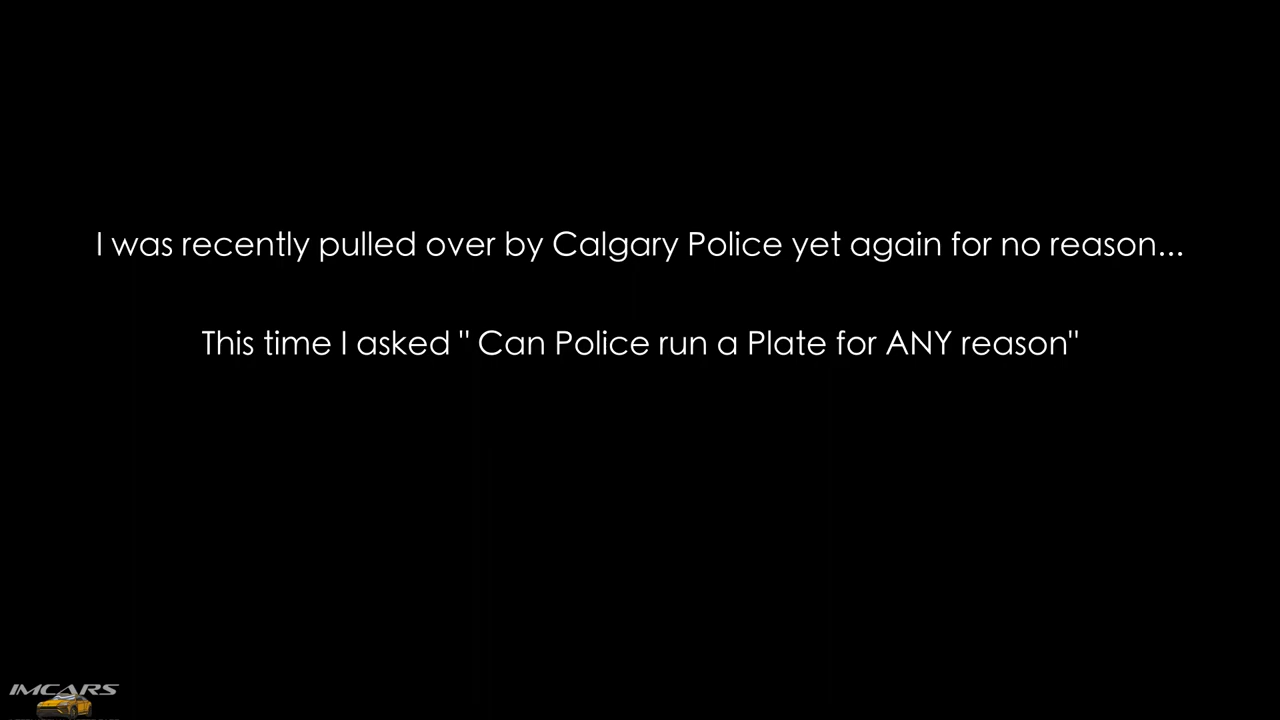 I was recently pulled over by Calgary Police yet again for no reason...
This time I asked " Can Police run a Plate for ANY reason"
IMCARS